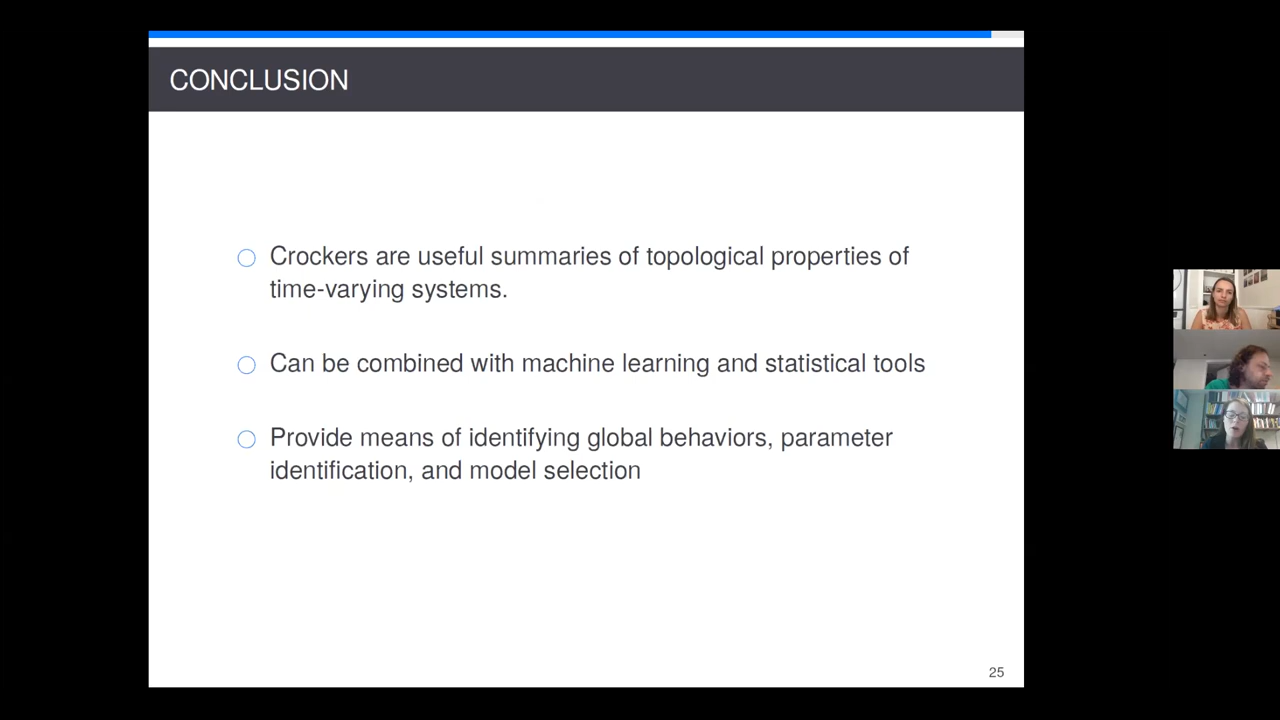 CONCLUSION
Crockers are useful summaries of topological properties of
time-varying systems.
Can be combined with machine learning and statistical tools
Provide means of identifying global behaviors, parameter
identification, and model selection
25